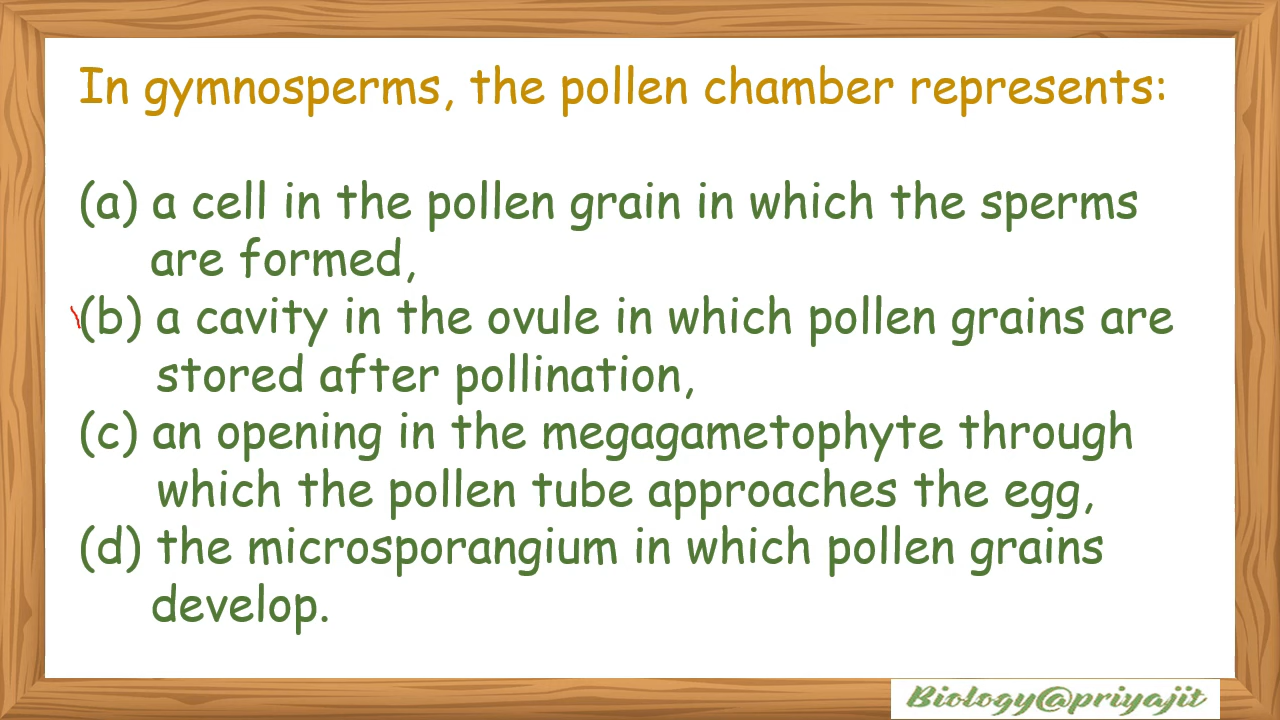 In gymnosperms, the pollen chamber represents:
(a) a cell in the pollen grain in which the sperms
are formed,
(b) a cavity in the ovule in which pollen grains are
stored after pollination,
(c) an opening in the megagametophyte through
which the pollen tube approaches the egg,
(d) the microsporangium in which pollen grains
develop.
Biology@priyajit